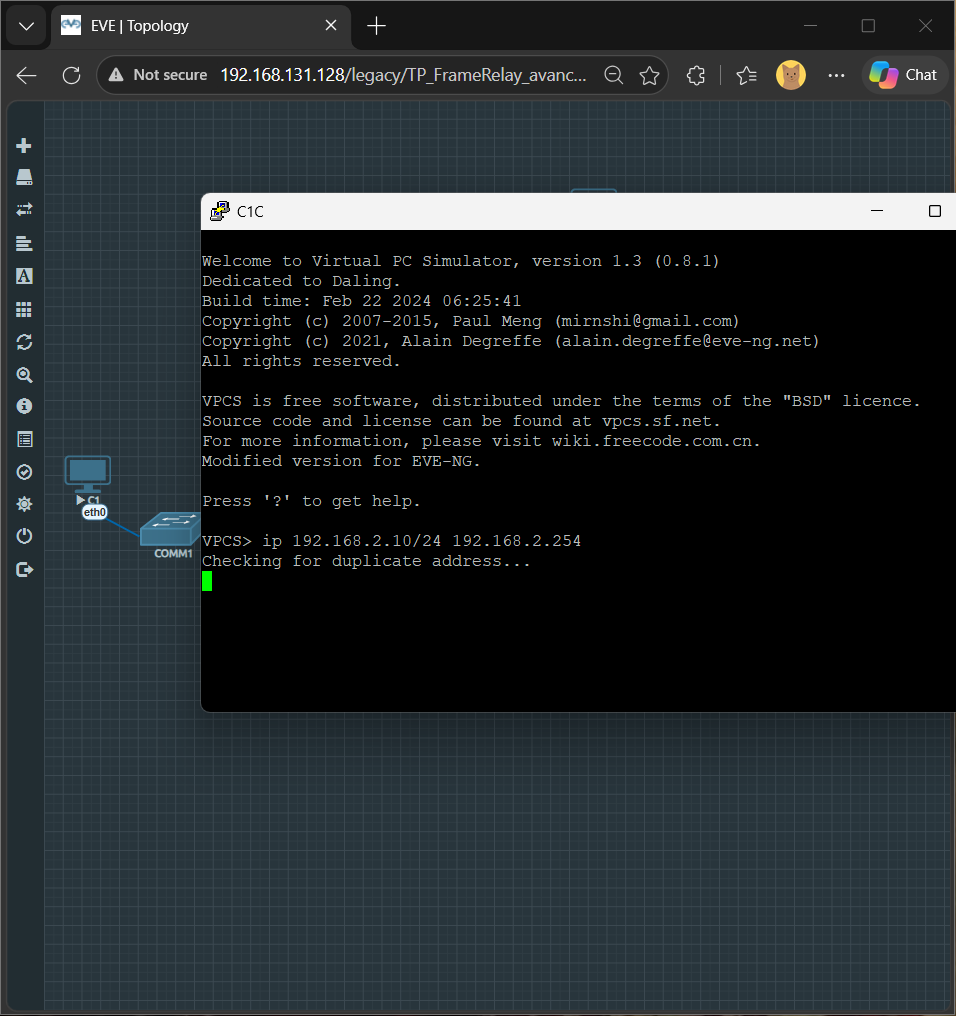 EVE | Topology
Not secure 192.168.131.128/legacy/TP_FrameRelay_avanc...
Chat
C1C
Welcome to Virtual PC Simulator, version 1.3 (0.8.1)
Dedicated to Daling.
Build time: Feb 22 2024 06:25:41
Copyright (c) 2007-2015, Paul Meng (mirnshi@gmail.com)
Copyright (c) 2021, Alain Degreffe (alain.degreffe@eve-ng.net)
All rights reserved.
VPCS is free software, distributed under the terms of the "BSD" licence.
Source code and license can be found at vpcs.sf.net.
For more information, please visit wiki.freecode.com.cn.
Modified version for EVE-NG.
Press '?' to get help.
VPCS> ip 192.168.2.10/24 192.168.2.254
Checking for duplicate address...
C1
eth0
COMM1